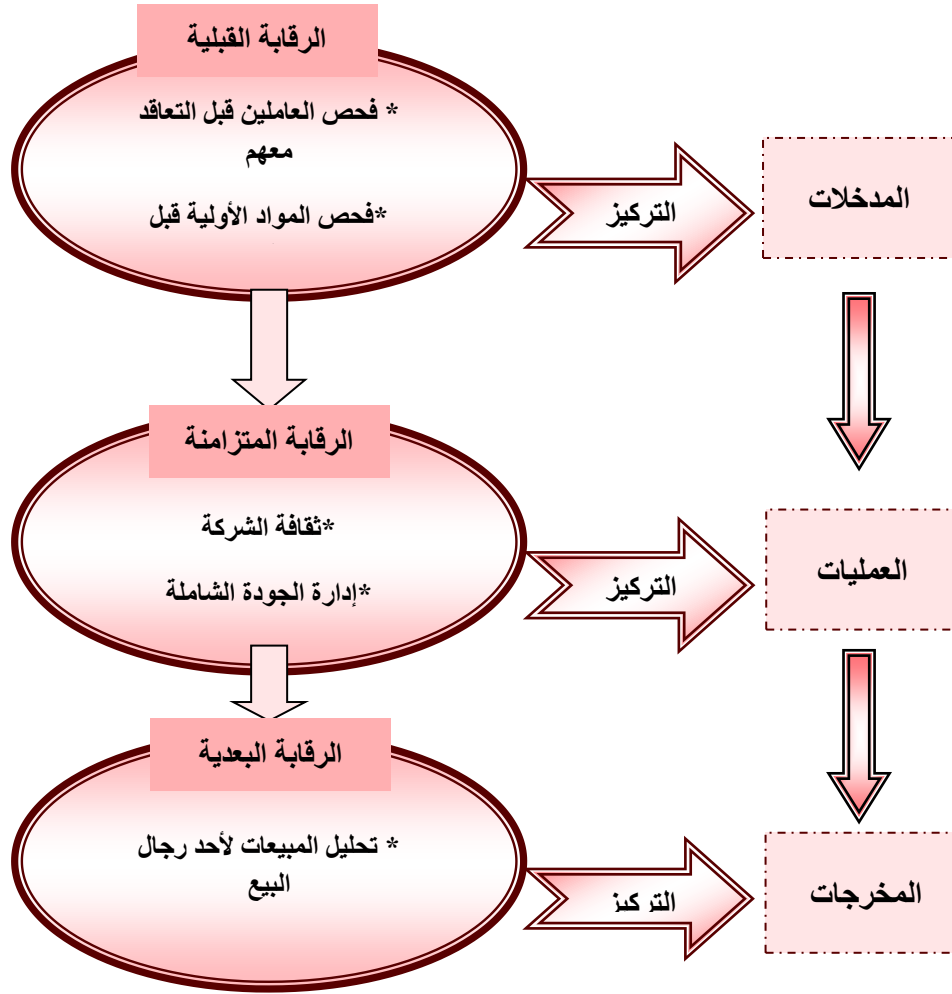 الرقابة القبلية
* فحص العاملين قبل التعاقد
معهم
*فحص المواد الأولية قبل
التركيز
المدخلات
الرقابة المتزامنة
*ثقافة الشركة
*إدارة الجودة الشاملة
التركيز
العمليات
الرقابة البعدية
* تحليل المبيعات لأحد رجال
البيع
التركيز
المخرجات